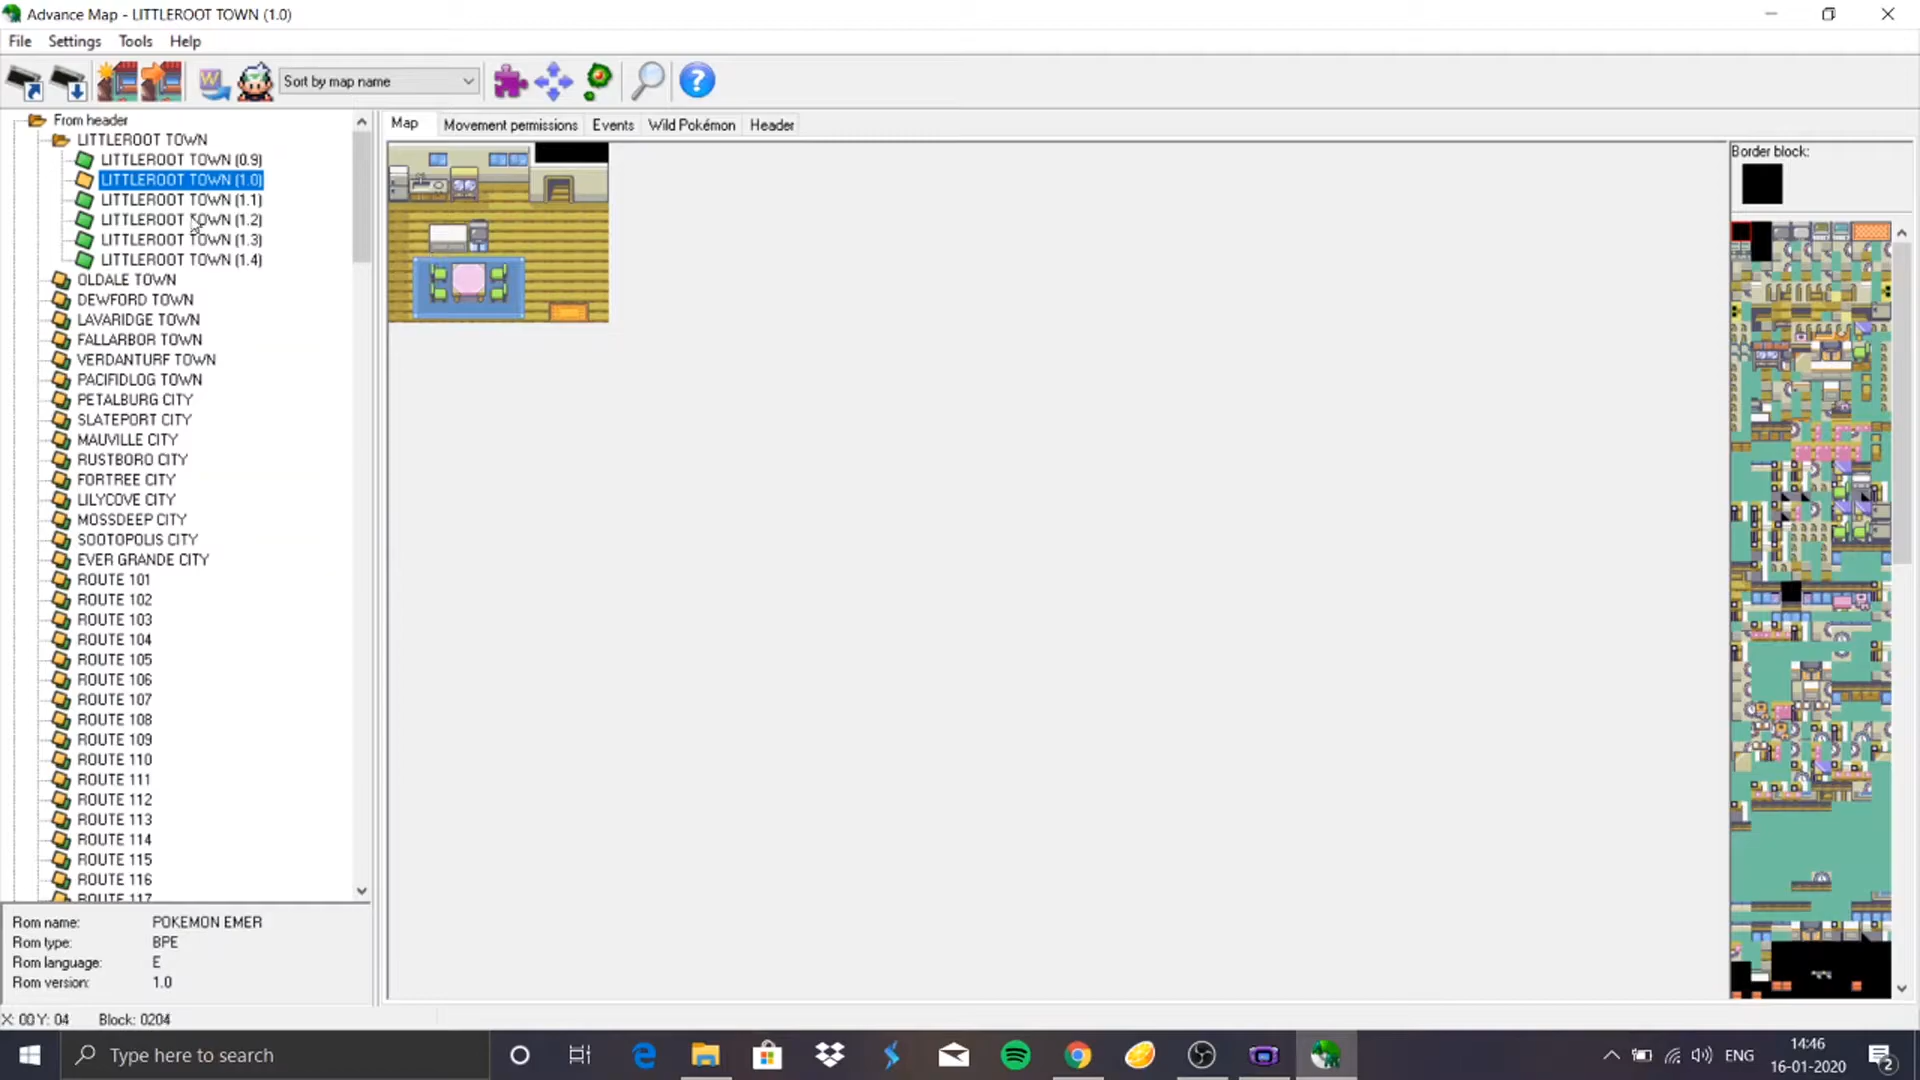 Advance Map - LITTLEROOT TOWN (1.0)
File Settings Tools Help
Sort by map name
From header
LITTLEROOT TOWN
LITTLEROOT TOWN (0.9)
LITTLEROOT TOWN (1.0)
LITTLEROOT TOWN (1.1)
LITTLEROOT TOWN (1.2)
LITTLEROOT TOWN (1.3)
LITTLEROOT TOWN (1.4)
OLDALE TOWN
DEWFORD TOWN
LAVARIDGE TOWN
FALLARBOR TOWN
VERDANTURF TOWN
PACIFIDLOG TOWN
PETALBURG CITY
SLATEPORT CITY
MAUVILLE CITY
RUSTBORO CITY
FORTREE CITY
LILYCOVE CITY
MOSSDEEP CITY
SOOTOPOLIS CITY
EVER GRANDE CITY
ROUTE 101
ROUTE 102
ROUTE 103
ROUTE 104
ROUTE 105
ROUTE 106
ROUTE 107
ROUTE 108
ROUTE 109
ROUTE 110
ROUTE 111
ROUTE 112
ROUTE 113
ROUTE 114
ROUTE 115
ROUTE 116
ROUTE 117
Map Movement permissions Events Wild Pokémon Header
Border block:
Rom name: POKEMON EMER
Rom type: BPE
Rom language: E
Rom version: 1.0
X: 00 Y: 04 Block: 0204
Type here to search
ENG
14:46
16-01-2020
2